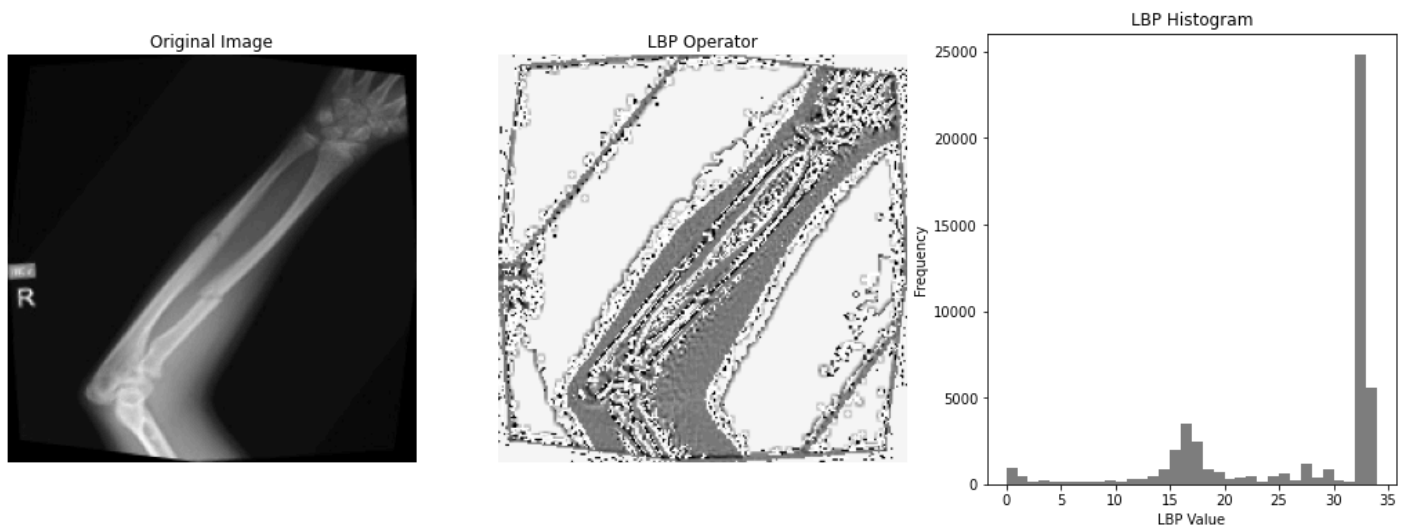 Original Image
R
LBP Operator
LBP Histogram
Frequency
25000
20000
15000
10000
5000
0
0 5 10 15 20 25 30 35
LBP Value